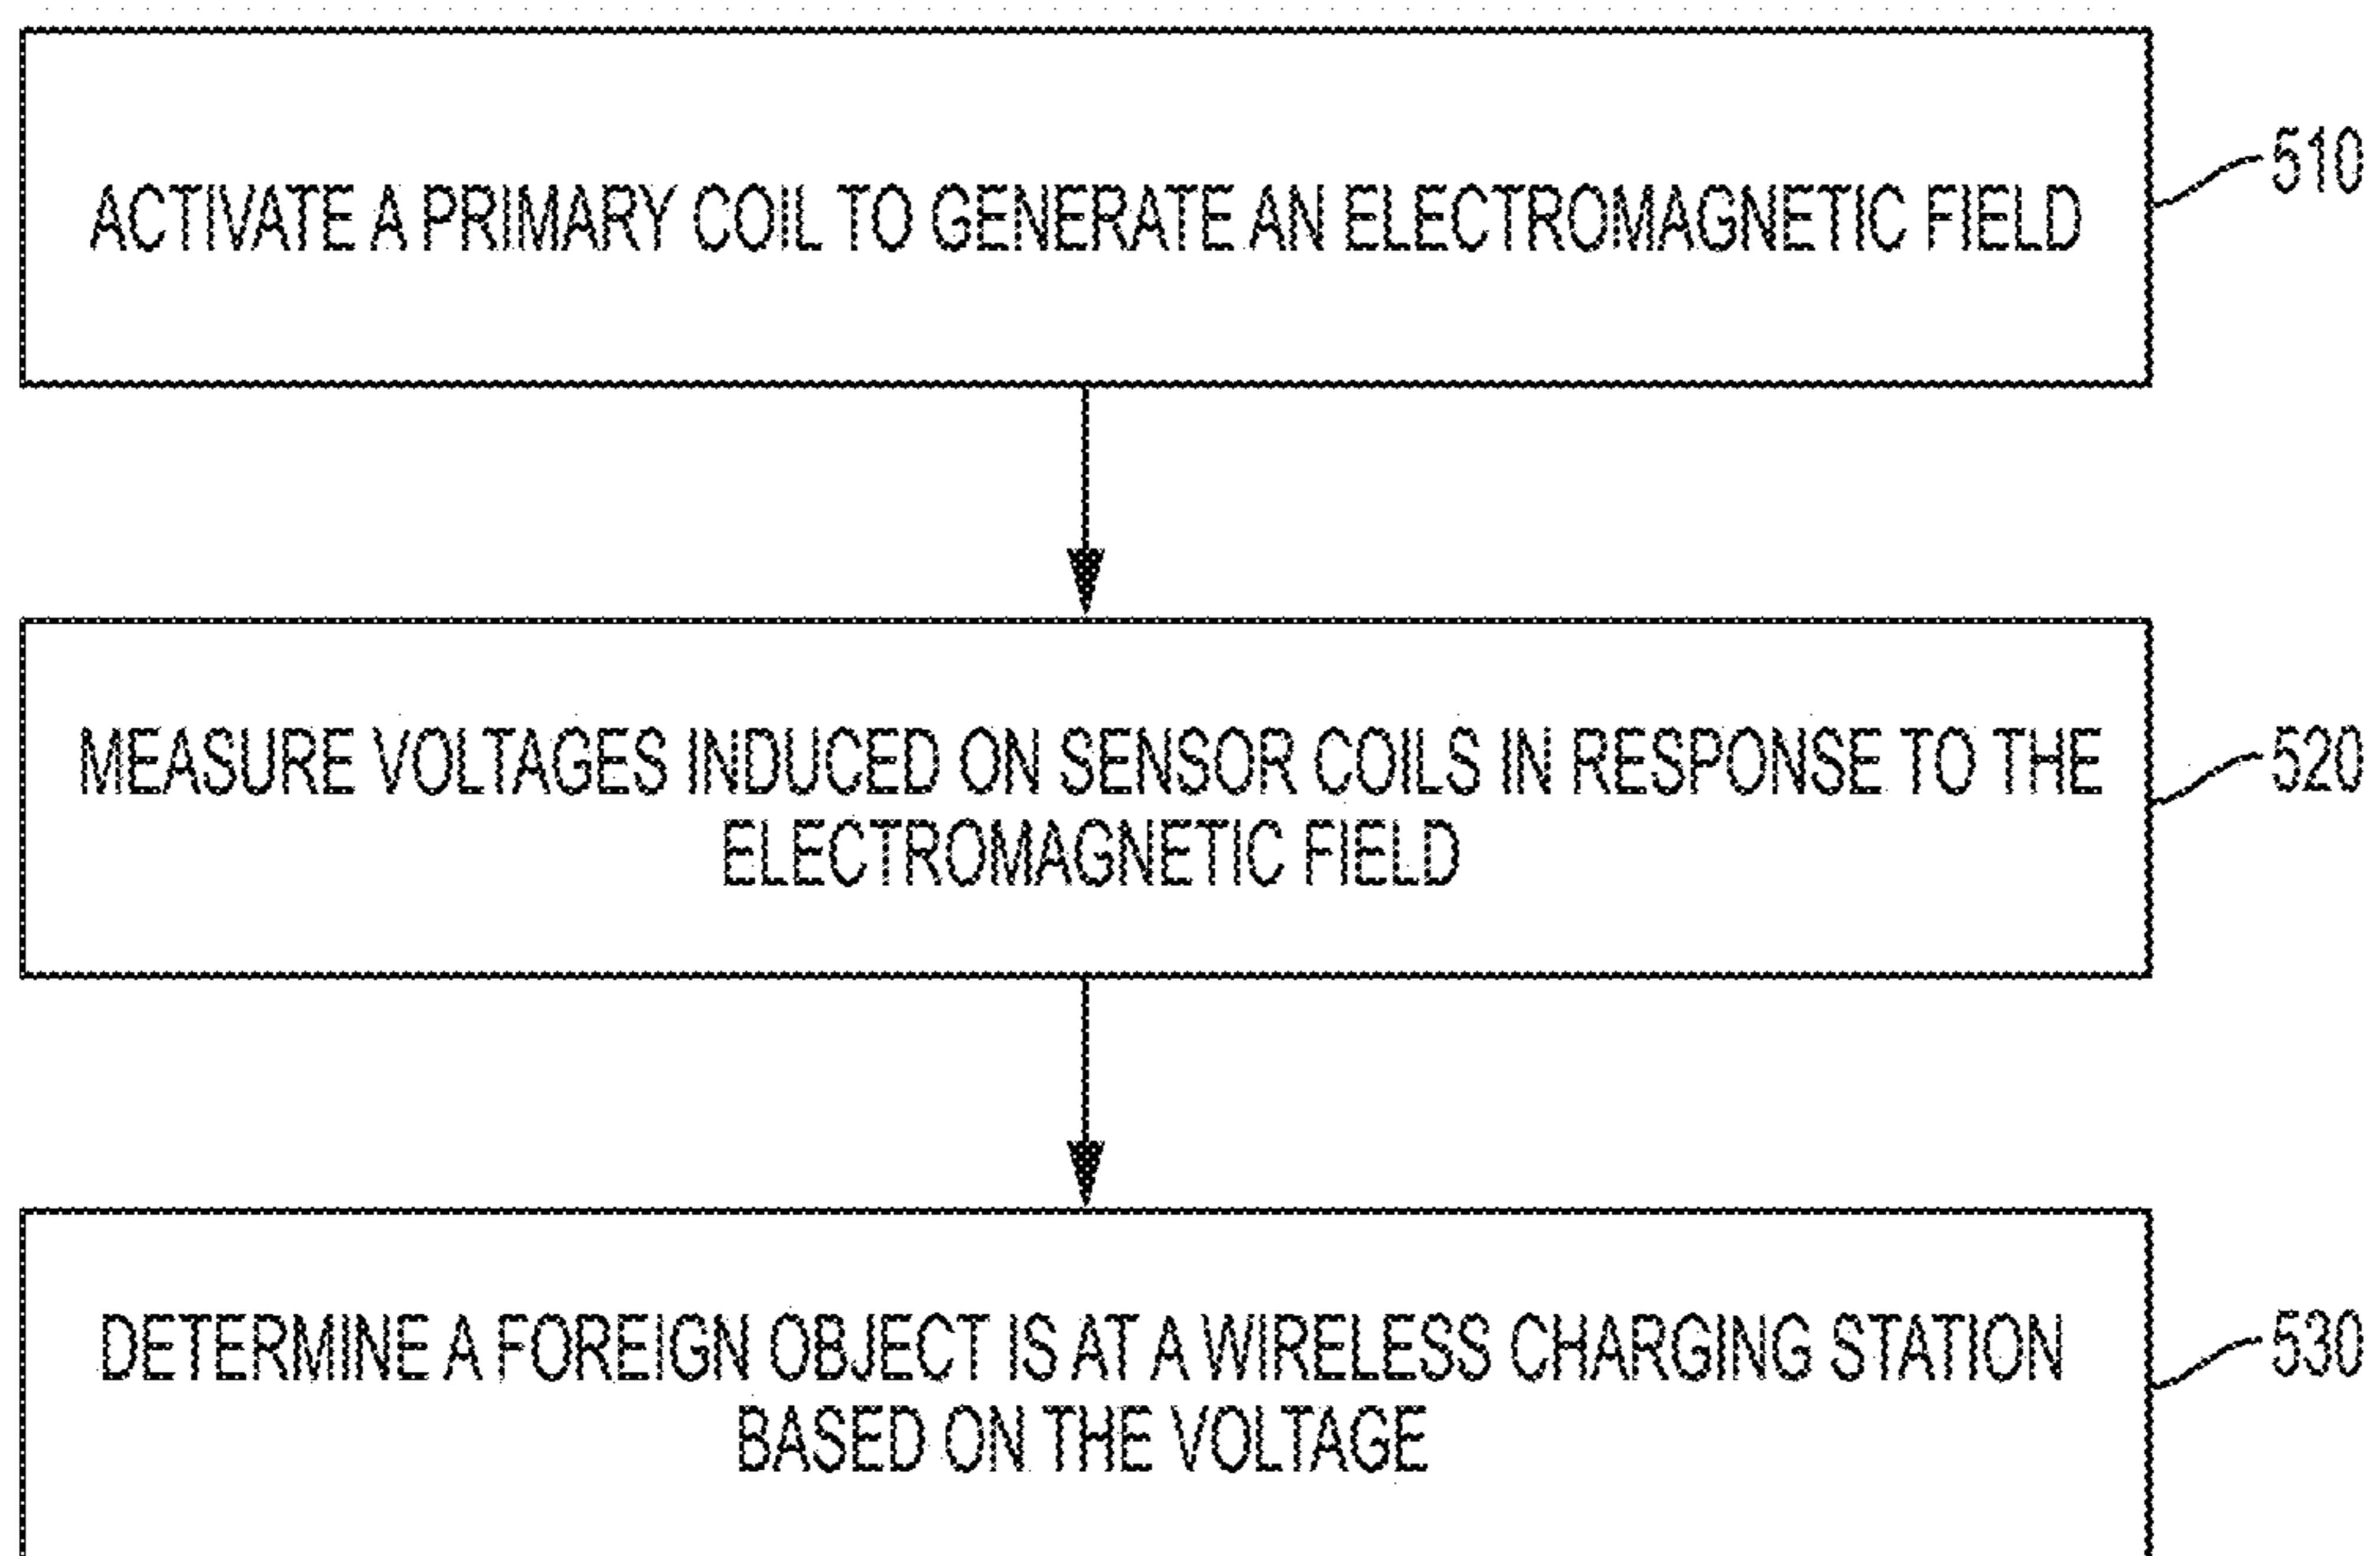 ACTIVATE A PRIMARY COIL TO GENERATE AN ELECTROMAGNETIC FIELD
510
MEASURE VOLTAGES INDUCED ON SENSOR COILS IN RESPONSE TO THE
ELECTROMAGNETIC FIELD
520
DETERMINE A FOREIGN OBJECT IS AT A WIRELESS CHARGING STATION
BASED ON THE VOLTAGE
530